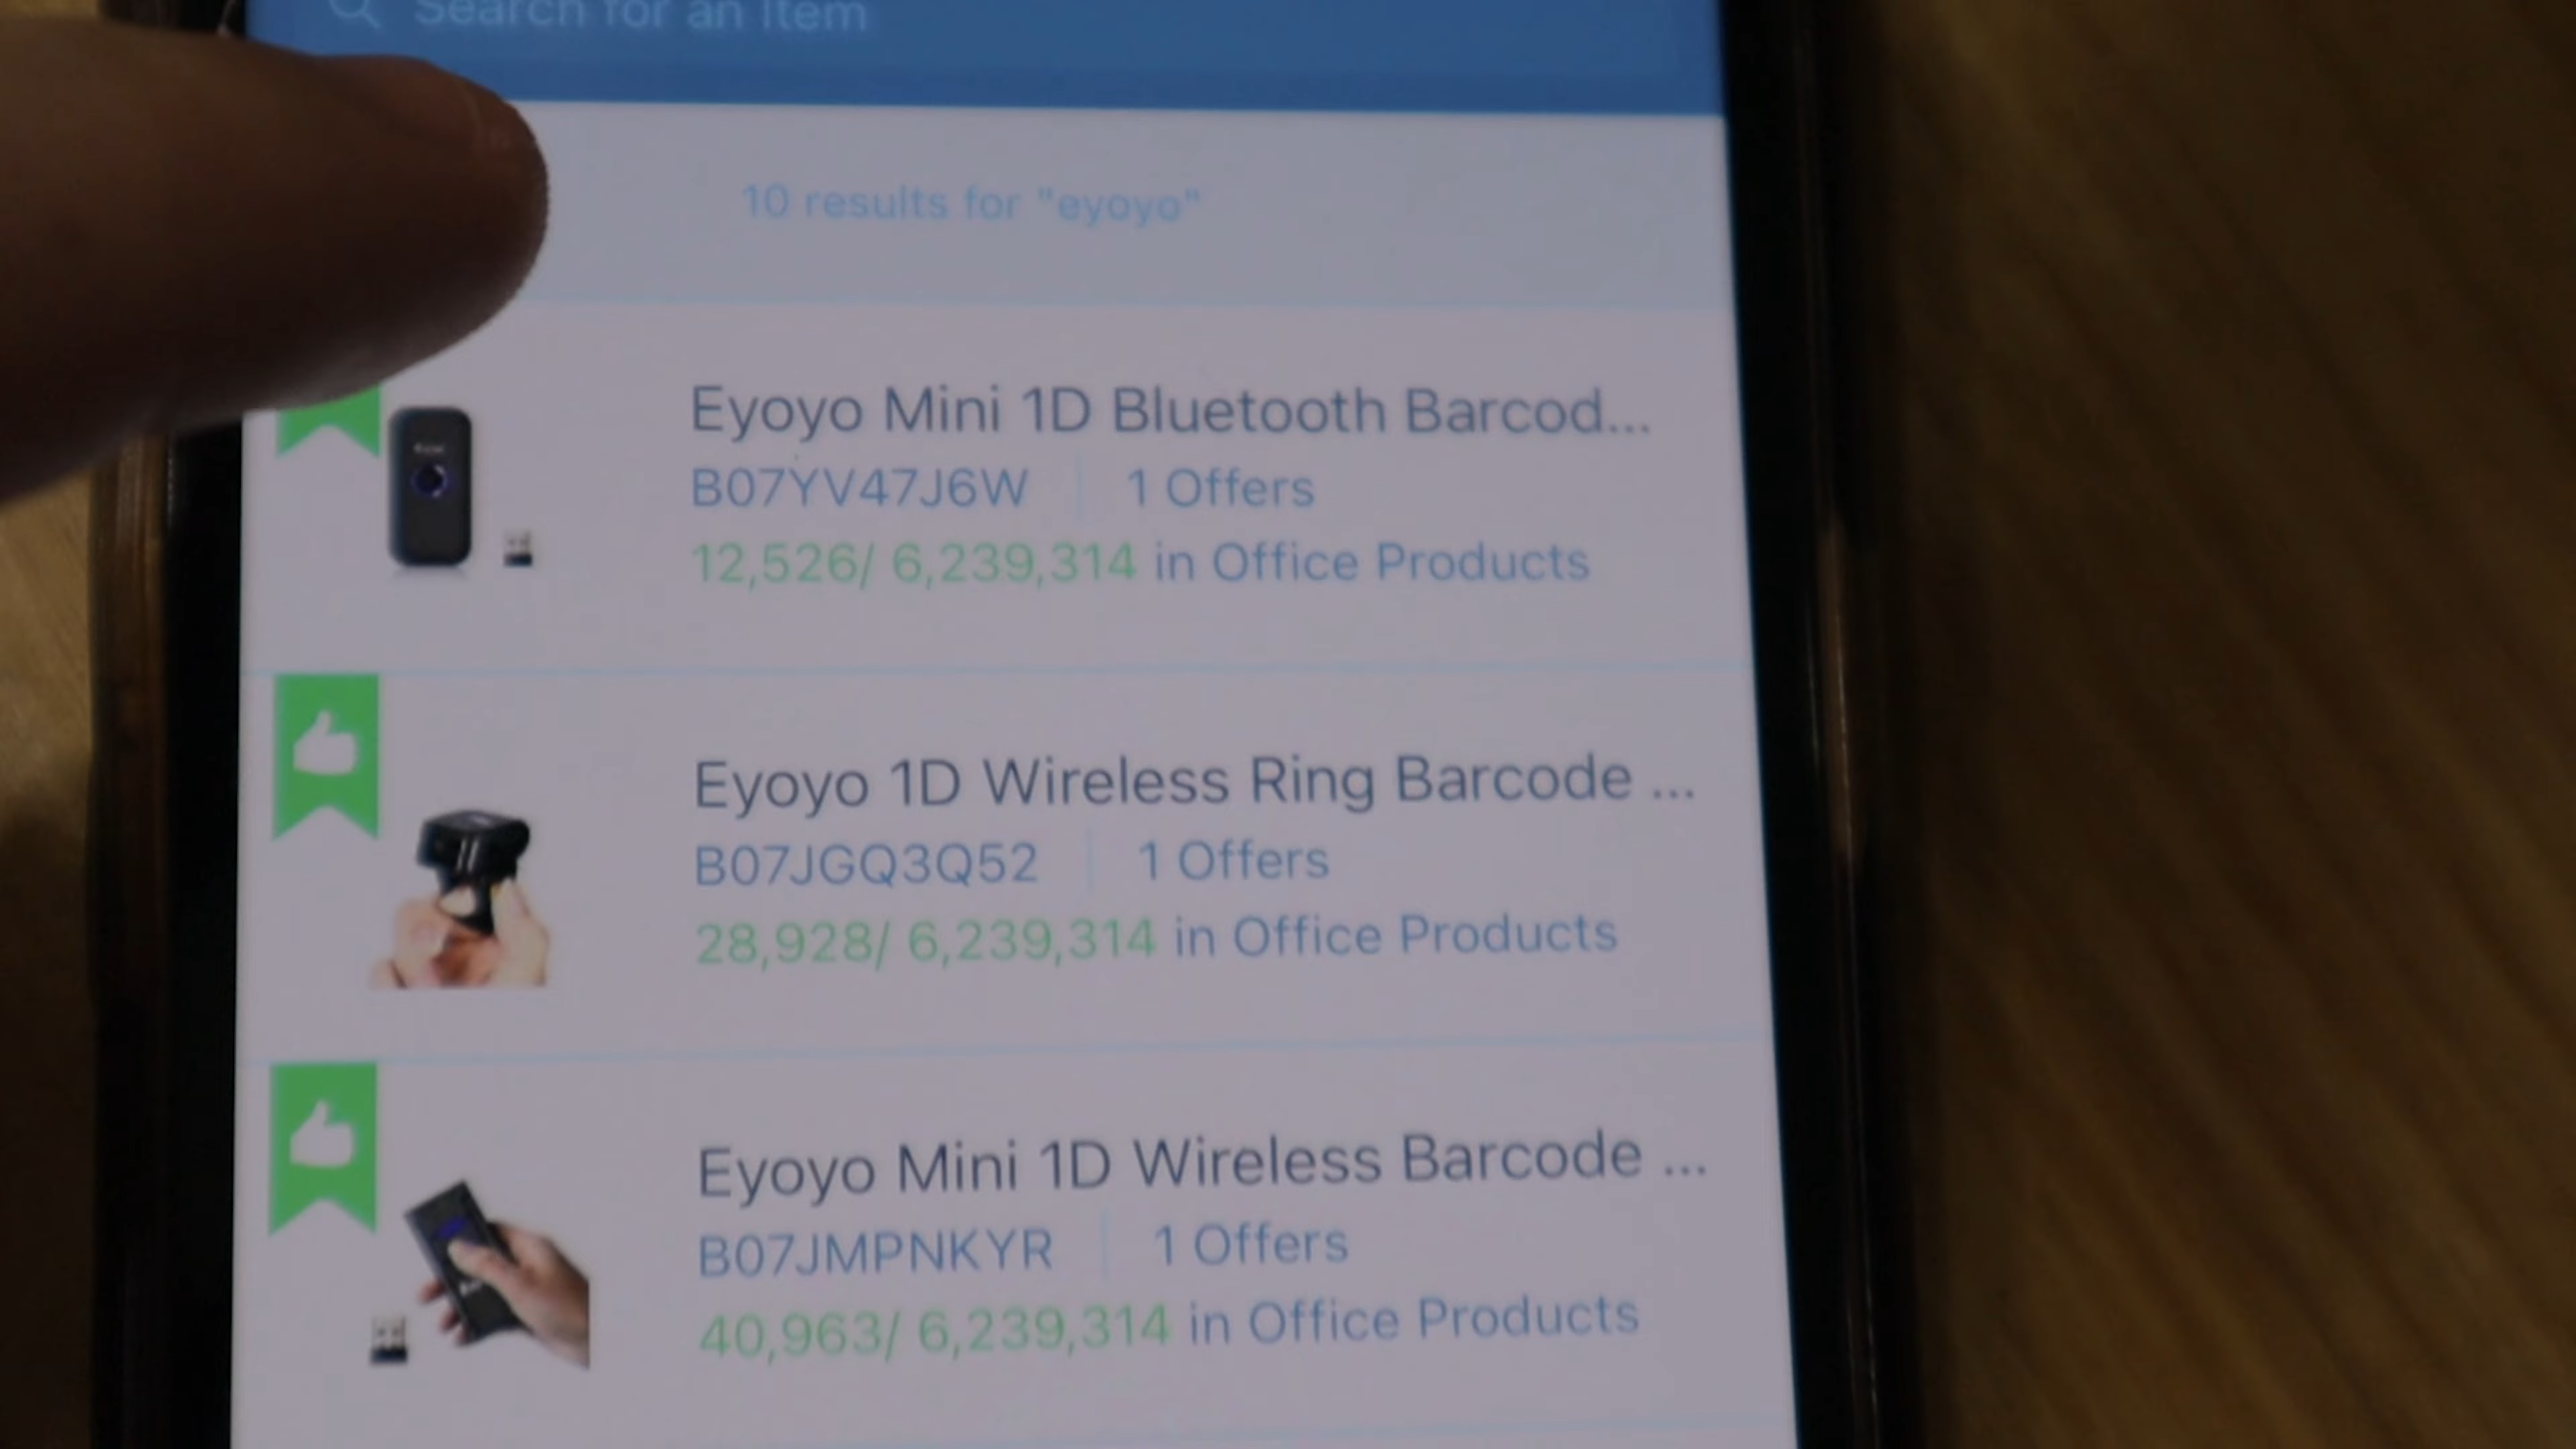 Search for an Item
10 results for "eyoyo"
Eyoyo Mini 1D Bluetooth Barcod...
B07YV47J6W 1 Offers
12,526/ 6,239,314 in Office Products
Eyoyo 1D Wireless Ring Barcode ...
B07JGQ3Q52 1 Offers
28,928/ 6,239,314 in Office Products
Eyoyo Mini 1D Wireless Barcode ...
B07JMPNKYR 1 Offers
40,963/ 6,239,314 in Office Products